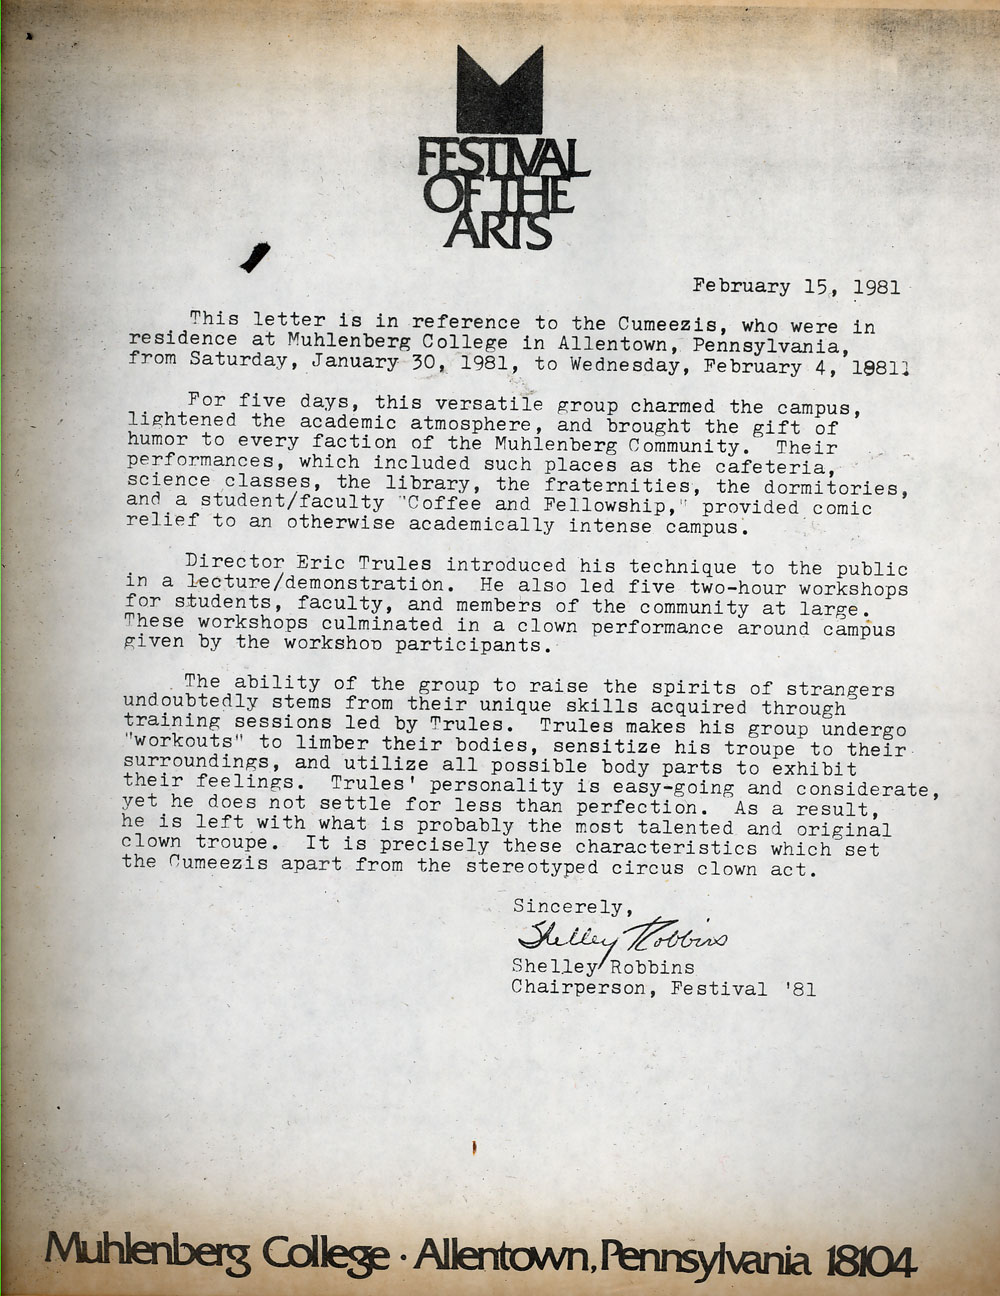 FESTIVAL
OF THE
ARTS
February 15, 1981
This letter is in reference to the Cumeezis, who were in
residence at Muhlenberg College in Allentown, Pennsylvania,
from Saturday, January 30, 1981, to Wednesday, February 4, 1981.
For five days, this versatile group charmed the campus,
lightened the academic atmosphere, and brought the gift of
humor to every faction of the Muhlenberg Community. Their
performances, which included such places as the cafeteria,
science classes, the library, the fraternities, the dormitories,
and a student/faculty "Coffee and Fellowship," provided comic
relief to an otherwise academically intense campus.
Director Eric Trules introduced his technique to the public
in a lecture/demonstration. He also led five two-hour workshops
for students, faculty, and members of the community at large.
These workshops culminated in a clown performance around campus
given by the workshop participants.
The ability of the group to raise the spirits of strangers
undoubtedly stems from their unique skills acquired through
training sessions led by Trules. Trules makes his group undergo
"workouts" to limber their bodies, sensitize his troupe to their
surroundings, and utilize all possible body parts to exhibit
their feelings. Trules' personality is easy-going and considerate,
yet he does not settle for less than perfection. As a result,
he is left with what is probably the most talented and original
clown troupe. It is precisely these characteristics which set
the Cumeezis apart from the stereotyped circus clown act.
Sincerely,
Shelley Robbins
Shelley Robbins
Chairperson, Festival '81
Muhlenberg College · Allentown, Pennsylvania 18104